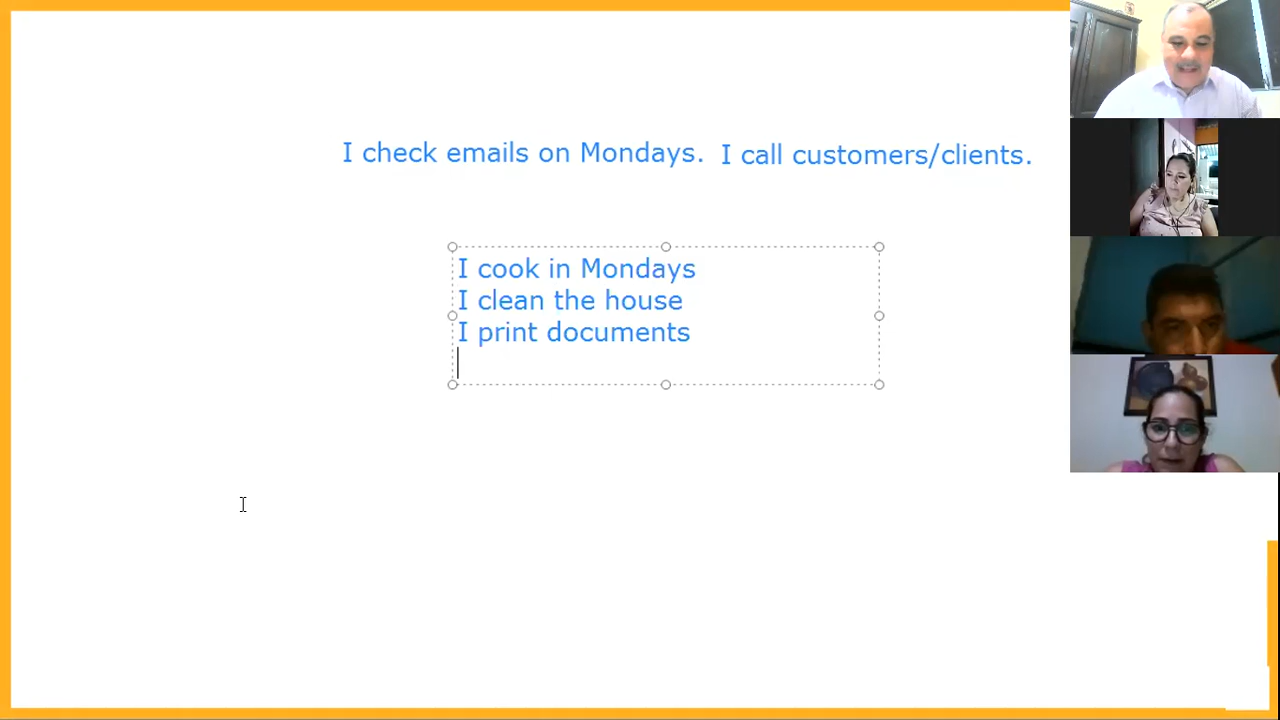 I check emails on Mondays.
I call customers/clients.
I cook in Mondays
I clean the house
I print documents